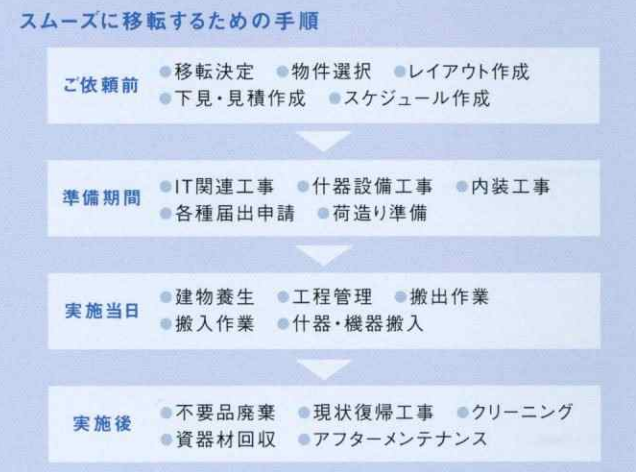 スムーズに移転するための手順
ご依頼前
●移転決定 ●物件選択 ●レイアウト作成
●下見・見積作成 ●スケジュール作成
準備期間
●IT関連工事 ●什器設備工事 ●内装工事
●各種届出申請 ●荷造り準備
実施当日
●建物養生 ●工程管理 ●搬出作業
●搬入作業 ●什器・機器搬入
実施後
●不要品廃棄 ●現状復帰工事 ●クリーニング
●資器材回収 ●アフターメンテナンス